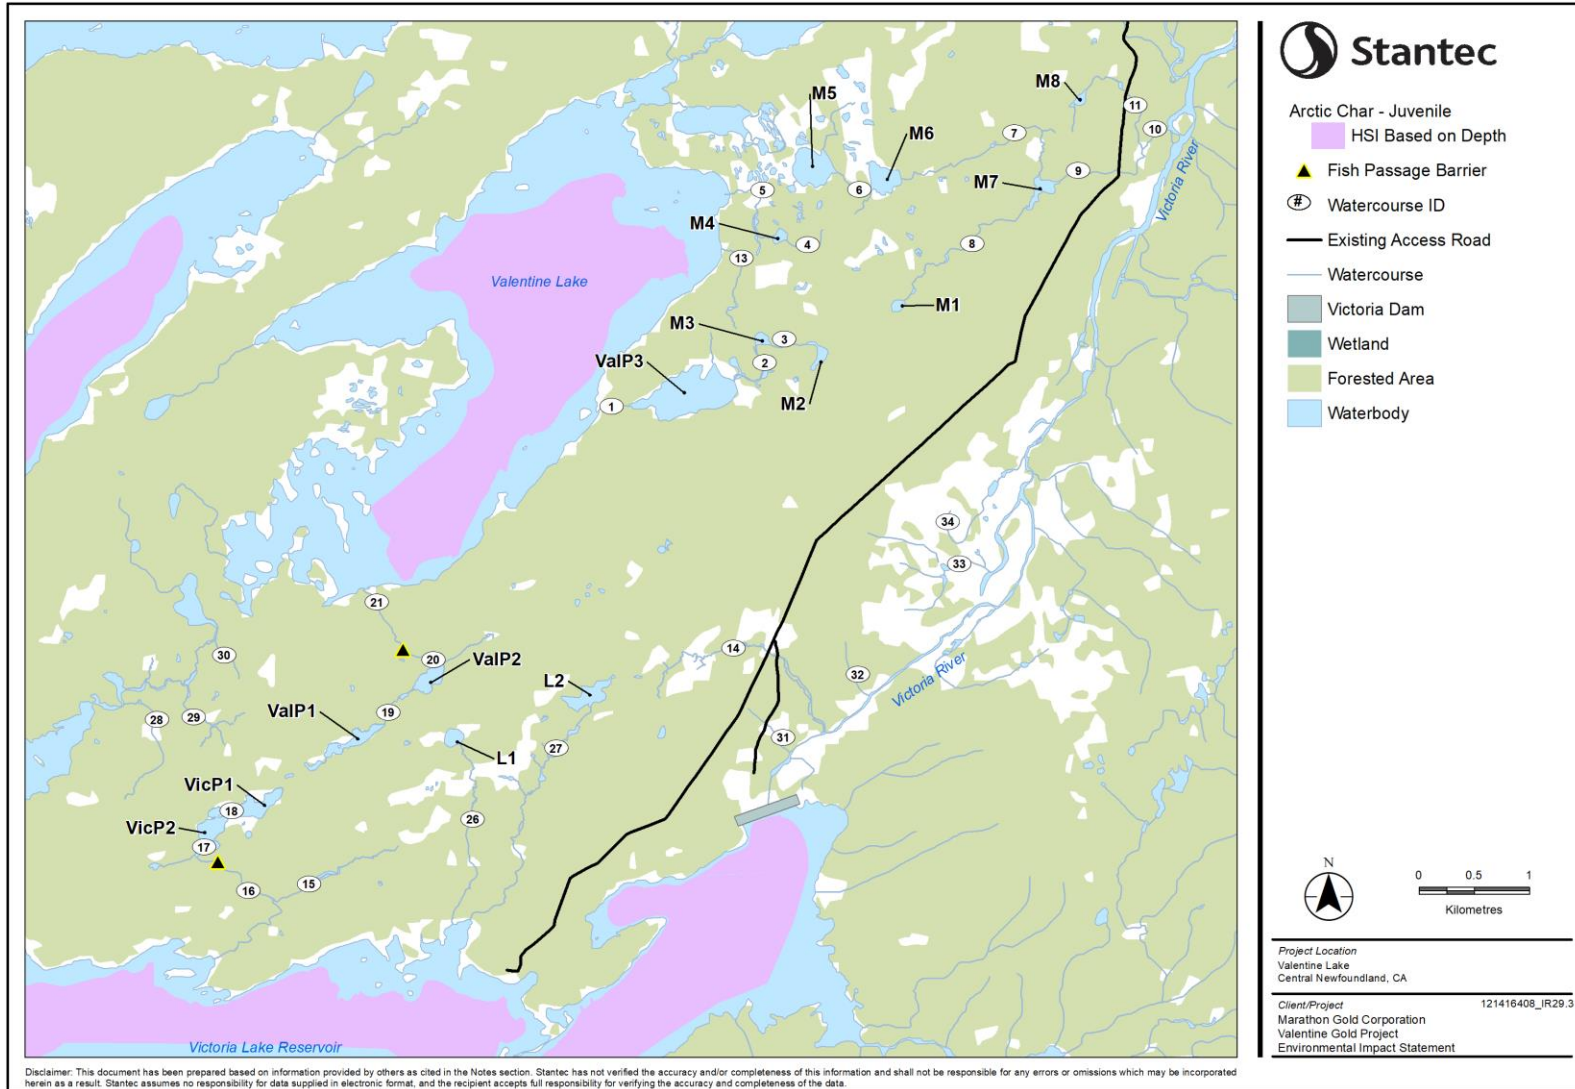 M8
M5
11
M6
7
10
M7
9
5
6
Victoria River
M4
4
8
13
Valentine Lake
M1
M3
3
ValP3
2
1
M2
34
33
21
14
30
20
ValP2
32
Victoria River
L2
ValP1
19
28
29
27
31
L1
VicP1
18
26
VicP2
17
16
15
Victoria Lake Reservoir
Stantec
Arctic Char - Juvenile
HSI Based on Depth
Fish Passage Barrier
# Watercourse ID
Existing Access Road
Watercourse
Victoria Dam
Wetland
Forested Area
Waterbody
N
0 0.5 1
Kilometres
Project Location
Valentine Lake
Central Newfoundland, CA
Client/Project 121416408_IR29.3
Marathon Gold Corporation
Valentine Gold Project
Environmental Impact Statement
Disclaimer: This document has been prepared based on information provided by others as cited in the Notes section. Stantec has not verified the accuracy and/or completeness of this information and shall not be responsible for any errors or omissions which may be incorporated
herein as a result. Stantec assumes no responsibility for data supplied in electronic format, and the recipient accepts full responsibility for verifying the accuracy and completeness of the data.